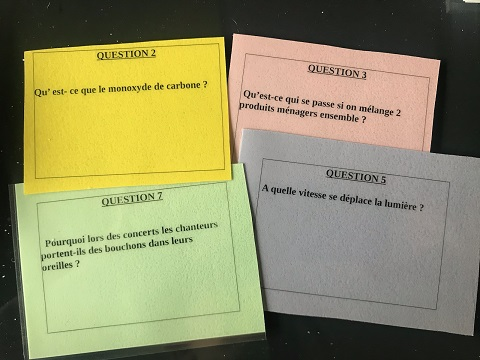 QUESTION 2
Qu' est- ce que le monoxyde de carbone ?
QUESTION 3
Qu'est-ce qui se passe si on mélange 2
produits ménagers ensemble ?
QUESTION 7
Pourquoi lors des concerts les chanteurs
portent-ils des bouchons dans leurs
oreilles ?
QUESTION 5
A quelle vitesse se déplace la lumière ?